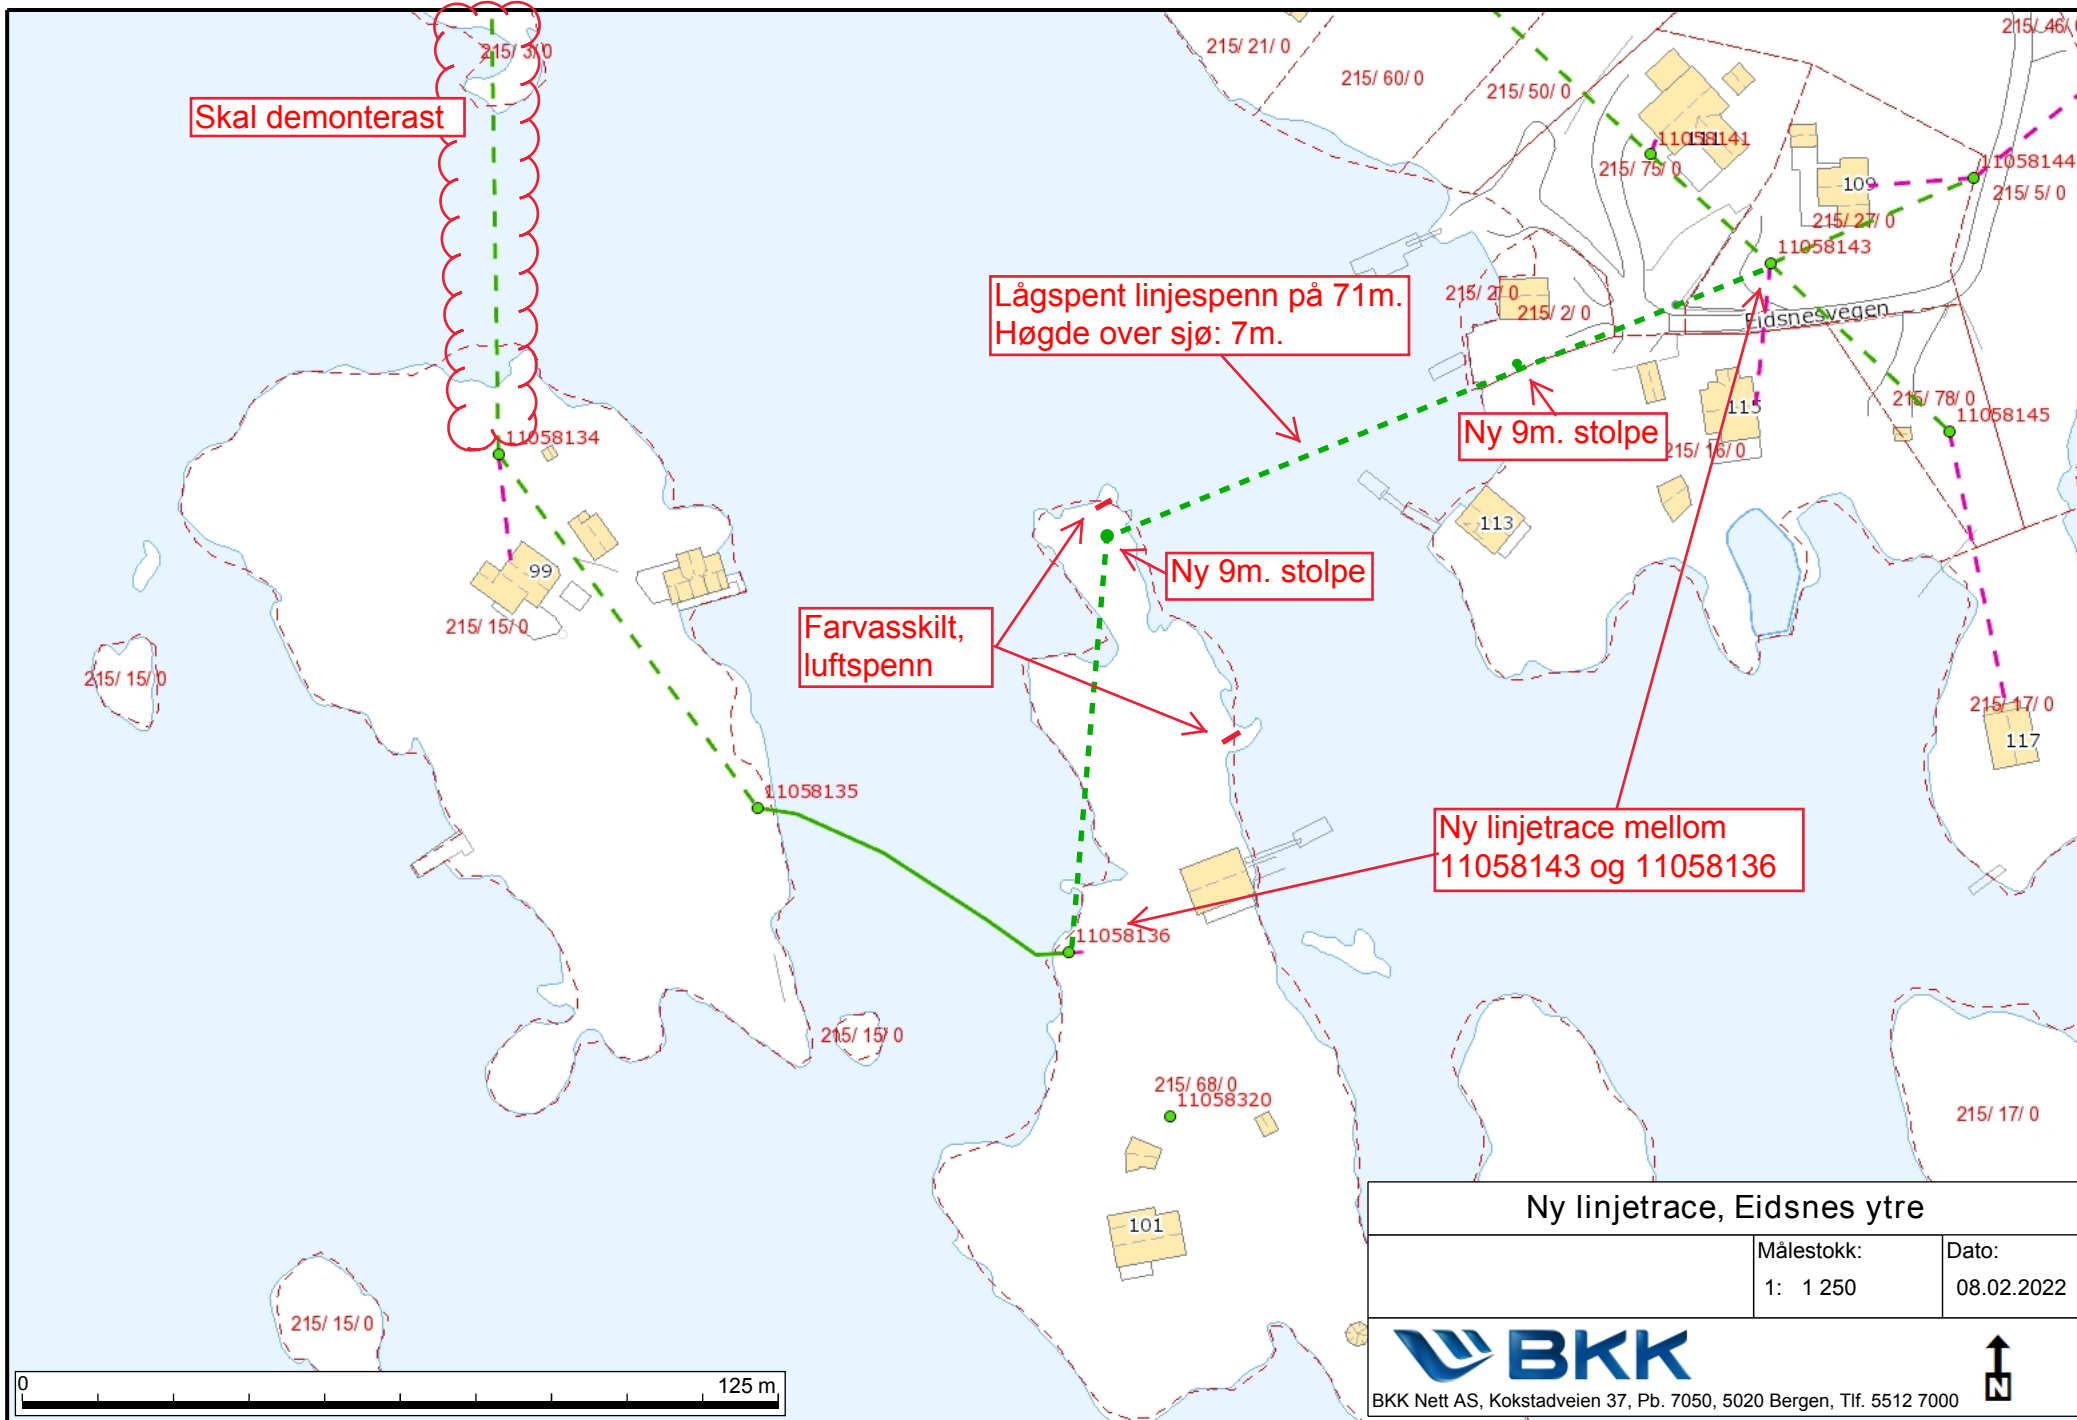 215/ 3/ 0
Skal demonterast
215/ 21/ 0
215/ 60/ 0
215/ 50/ 0
215/ 46/
11058141
111
215/ 75/ 0
109
11058144
215/ 5/ 0
215/ 27/ 0
11058143
Lågspent linjespenn på 71m.
Høgde over sjø: 7m.
215/ 2/ 0
Eidsnesvegen
215/ 78/ 0
11058145
115
Ny 9m. stolpe
215/ 16/ 0
113
11058134
99
215/ 15/ 0
215/ 15/ 0
Ny 9m. stolpe
Farvasskilt,
luftspenn
215/ 17/ 0
117
11058135
Ny linjetrace mellom
11058143 og 11058136
11058136
215/ 15/ 0
215/ 68/ 0
11058320
215/ 17/ 0
101
215/ 15/ 0
Ny linjetrace, Eidsnes ytre
Målestokk:
1: 1 250
Dato:
08.02.2022
BKK
N
BKK Nett AS, Kokstadveien 37, Pb. 7050, 5020 Bergen, Tlf. 5512 7000
0
125 m